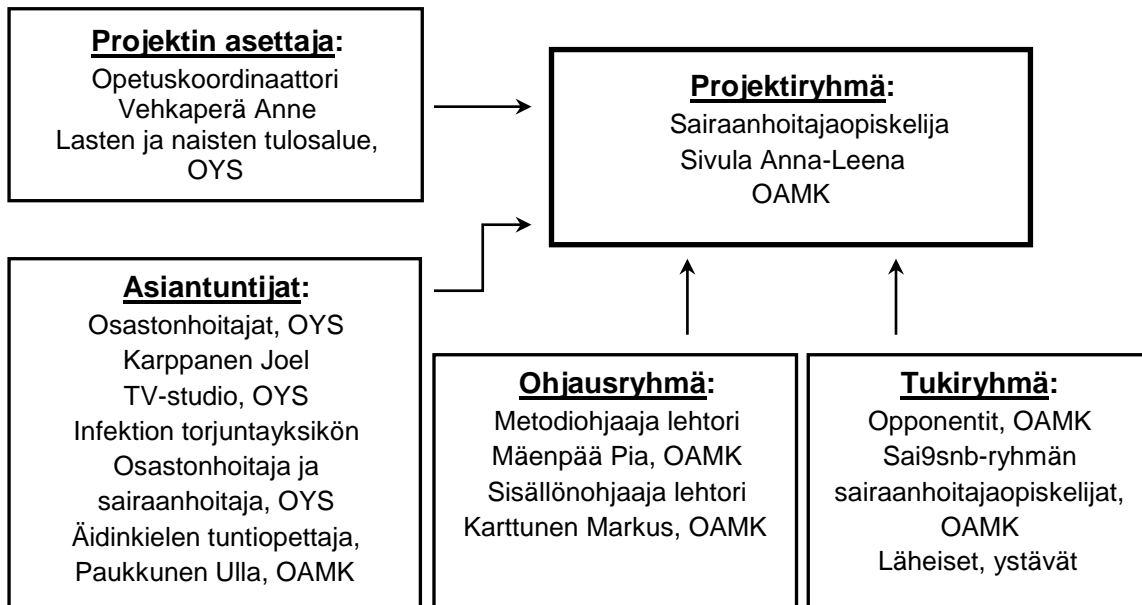 Projektin asettaja:
Opetuskoordinaattori
Vehkaperä Anne
Lasten ja naisten tulosalue,
OYS
Projektiryhmä:
Sairaanhoitajaopiskelija
Sivula Anna-Leena
OAMK
Asiantuntijat:
Osastonhoitajat, OYS
Karppanen Joel
TV-studio, OYS
Infektion torjuntayksikön
Osastonhoitaja ja
sairaanhoitaja, OYS
Äidinkielen tuntiopettaja,
Paukkunen Ulla, OAMK
Ohjausryhmä:
Metodiohjaaja lehtori
Mäenpää Pia, OAMK
Sisällönohjaaja lehtori
Karttunen Markus, OAMK
Tukiryhmä:
Opponentit, OAMK
Sai9snb-ryhmän
sairaanhoitajaopiskelijat,
OAMK
Läheiset, ystävät